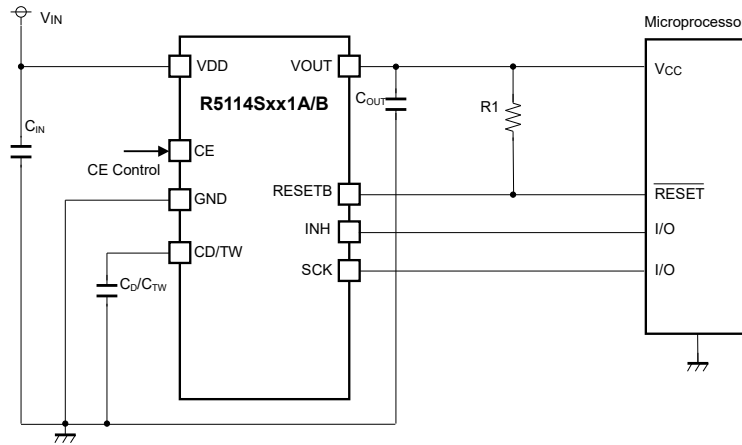 VIN
Microprocesso
VDD
VOUT
VCC
R5114Sxx1A/B
COUT
R1
CIN
CE
CE Control
RESETB
RESET
GND
INH
I/O
CD/TW
SCK
I/O
CD/CTW